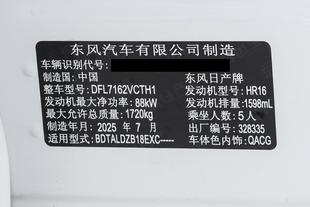 东风汽车有限公司制造
车辆识别代号:
制造国: 中国 东风日产牌
整车型号: DFL7162VCTH1 发动机型号: HR16
发动机最大净功率: 88kW 发动机排量: 1598mL
最大允许总质量: 1720kg 乘坐人数: 5 人
制造年月: 2025 年 7 月 出厂编号: 328335
适用型式: BDTALDZB18EXC----- 车体色内饰: QACG